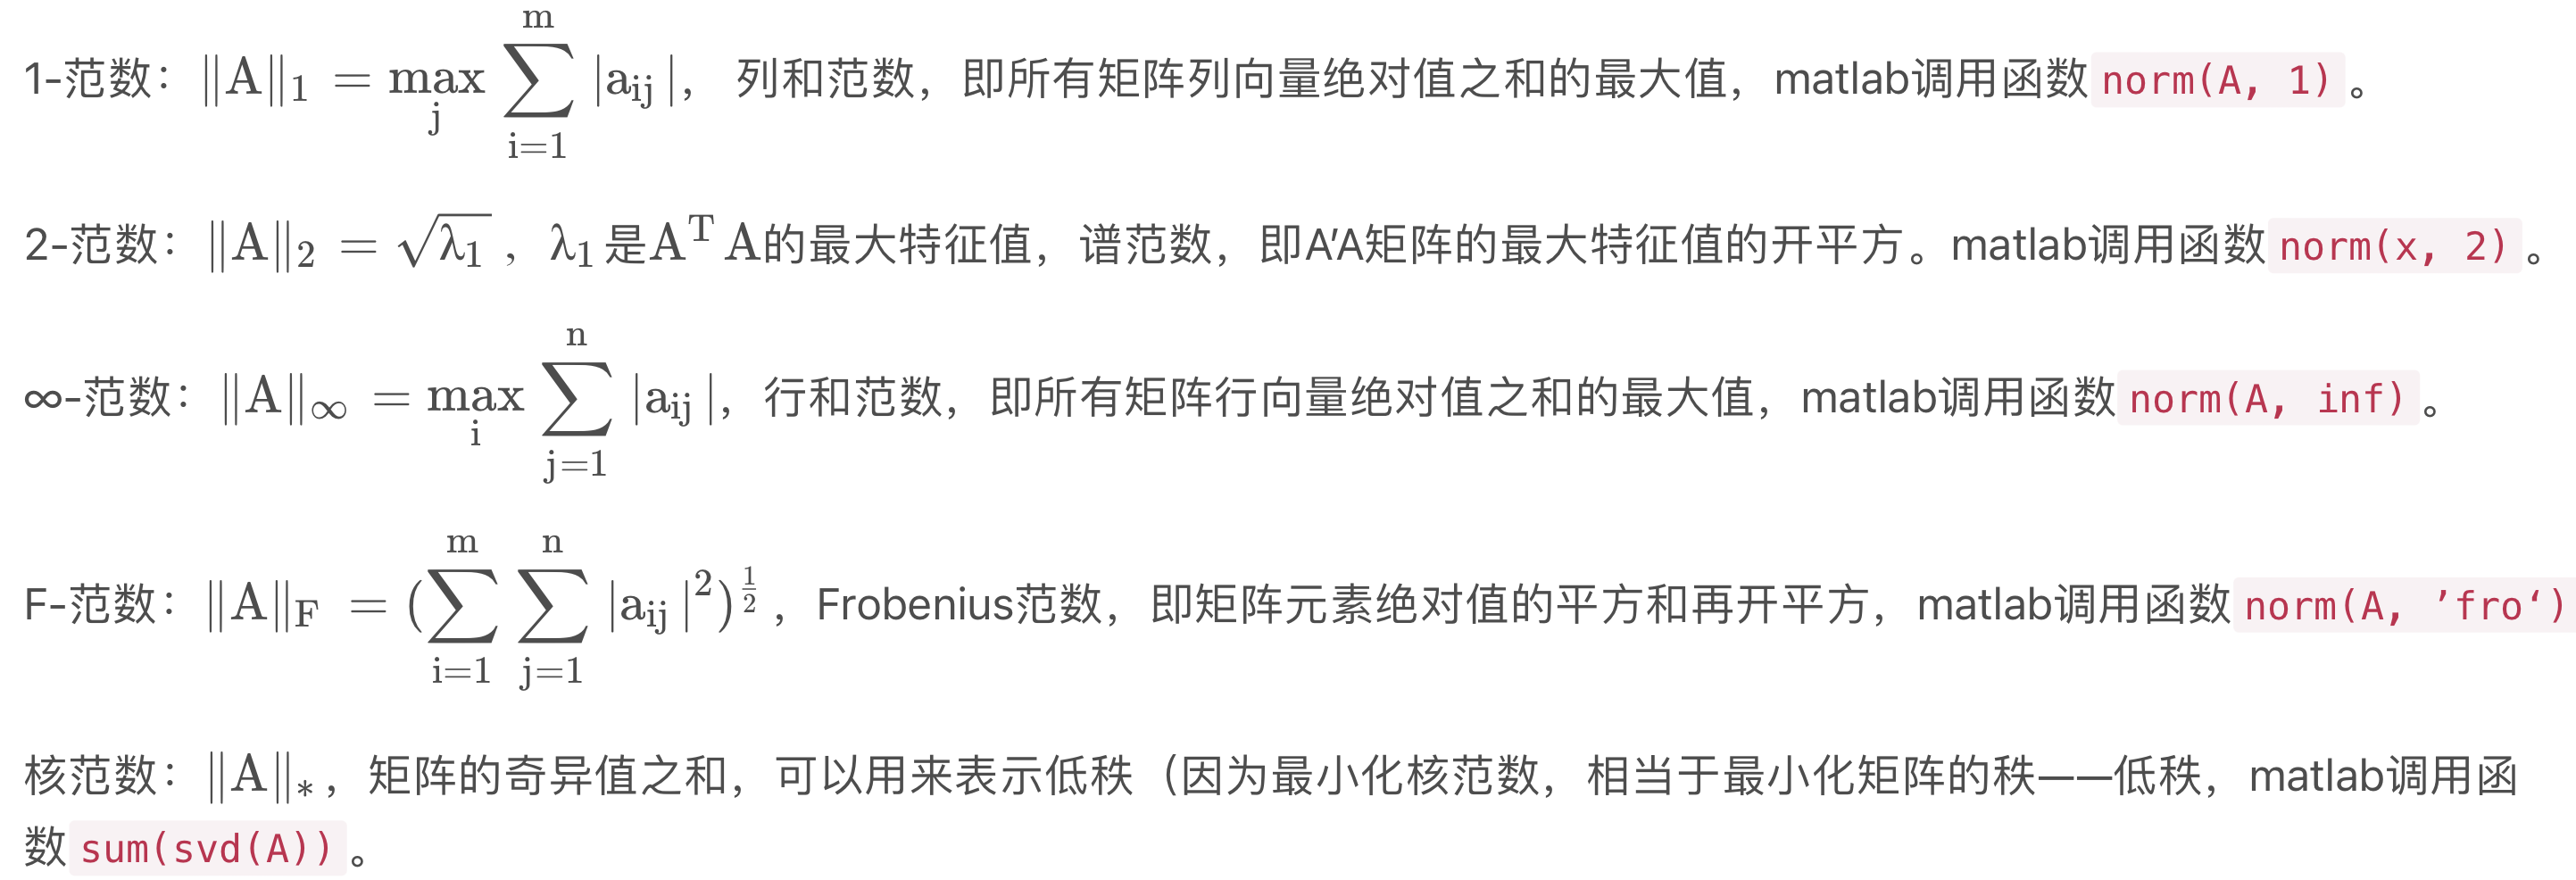 1-范数：‖A‖₁ = max_j ∑_{i=1}^{m} |a_{ij}|， 列和范数，即所有矩阵列向量绝对值之和的最大值，matlab调用函数norm(A, 1)。
2-范数：‖A‖₂ = √λ₁ ，λ₁是AᵀA的最大特征值，谱范数，即A′A矩阵的最大特征值的开平方。matlab调用函数norm(x, 2)。
∞-范数：‖A‖_∞ = max_i ∑_{j=1}^{n} |a_{ij}|，行和范数，即所有矩阵行向量绝对值之和的最大值，matlab调用函数norm(A, inf)。
F-范数：‖A‖_F = (∑_{i=1}^{m} ∑_{j=1}^{n} |a_{ij}|²)^{1/2}，Frobenius范数，即矩阵元素绝对值的平方和再开平方，matlab调用函数norm(A, ’fro‘)
核范数：‖A‖_*，矩阵的奇异值之和，可以用来表示低秩（因为最小化核范数，相当于最小化矩阵的秩——低秩，matlab调用函
数sum(svd(A))。